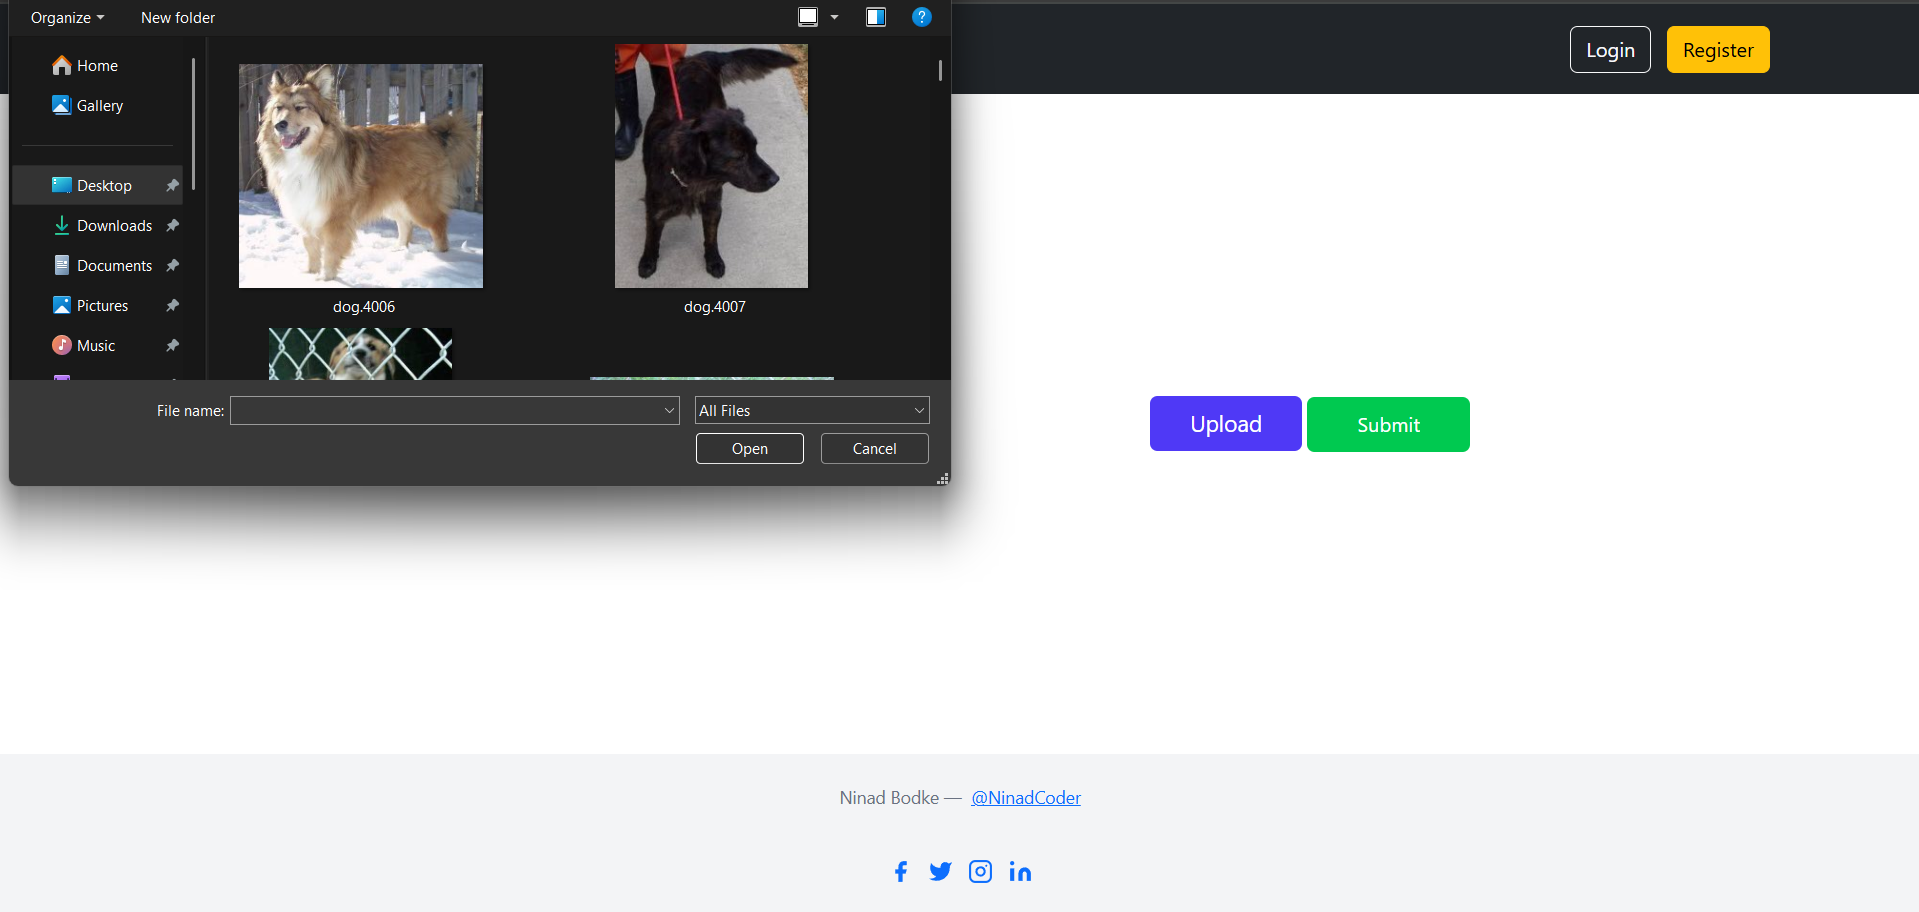 Organize
New folder
?
Login
Register
Home
Gallery
Desktop
Downloads
Documents
Pictures
Music
dog.4006
dog.4007
File name:
All Files
Open
Cancel
Upload
Submit
Ninad Bodke — @NinadCoder